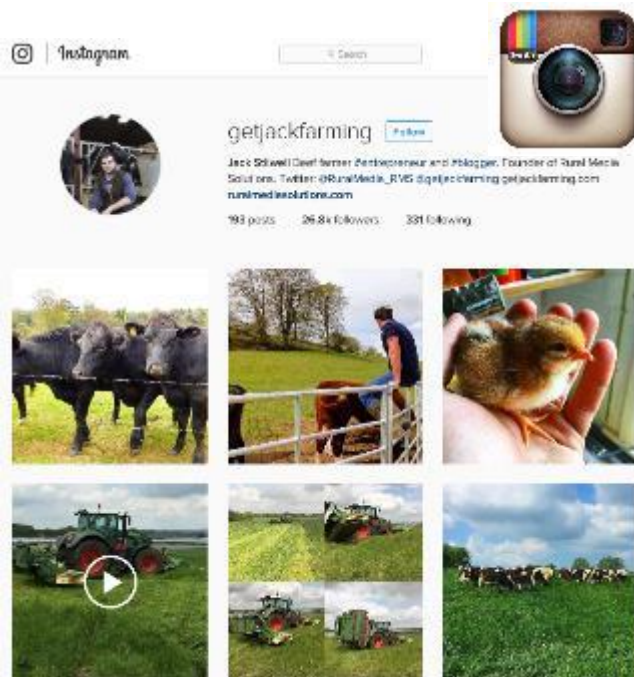 Instagram
Search
getjackfarming Follow
Jack Stilwell farmer #entrepreneur and #blogger. Founder of Rural Media
Solutions. Twitter: @RuralMedia_RMS @getjackfarming getjackfarming.com
ruralmediasolutions.com
193 posts 26.8k followers 331 following